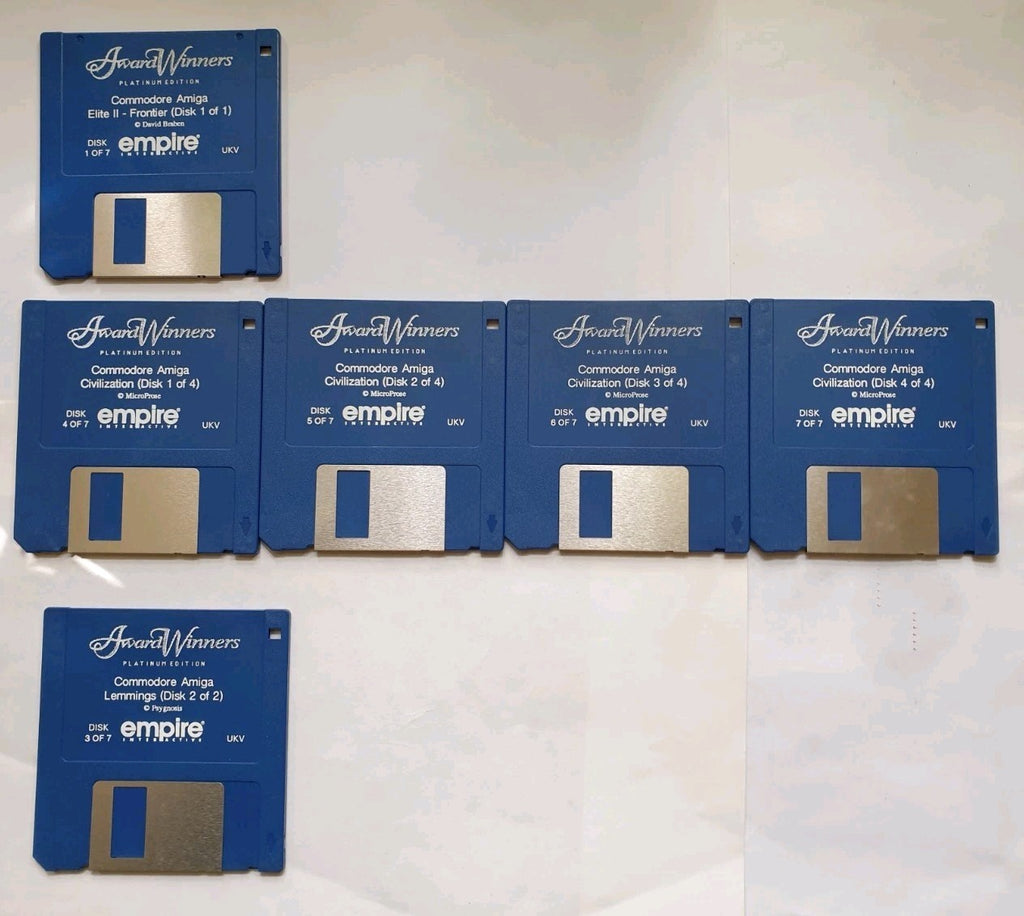 Award Winners
PLATINUM EDITION
Commodore Amiga
Elite II - Frontier (Disk 1 of 1)
© David Braben
DISK
1 OF 7
empire
INTERACTIVE
UKV
Award Winners
PLATINUM EDITION
Commodore Amiga
Civilization (Disk 1 of 4)
© MicroProse
DISK
4 OF 7
empire
INTERACTIVE
UKV
Award Winners
PLATINUM EDITION
Commodore Amiga
Civilization (Disk 2 of 4)
© MicroProse
DISK
5 OF 7
empire
INTERACTIVE
UKV
Award Winners
PLATINUM EDITION
Commodore Amiga
Civilization (Disk 3 of 4)
© MicroProse
DISK
6 OF 7
empire
INTERACTIVE
UKV
Award Winners
PLATINUM EDITION
Commodore Amiga
Civilization (Disk 4 of 4)
© MicroProse
DISK
7 OF 7
empire
INTERACTIVE
UKV
Award Winners
PLATINUM EDITION
Commodore Amiga
Lemmings (Disk 2 of 2)
© Psygnosis
DISK
3 OF 7
empire
INTERACTIVE
UKV